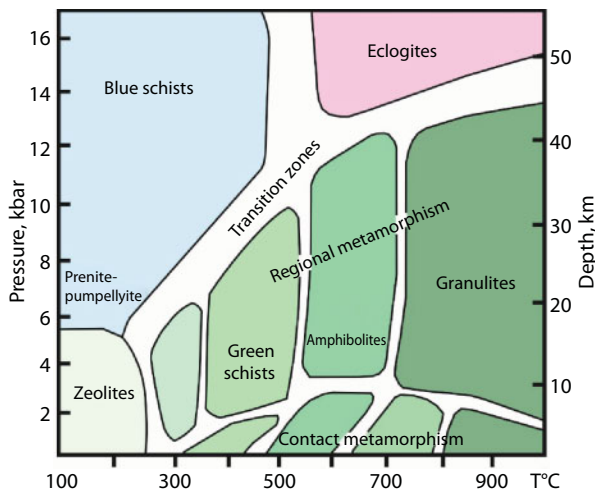 16
14
12
10
8
6
4
2
Pressure, kbar
50
40
30
20
10
Depth, km
Eclogites
Blue schists
Transition zones
Regional metamorphism
Prenite-
pumpellyite
Granulites
Amphibolites
Green
schists
Zeolites
Contact metamorphism
100 300 500 700 900 T°C